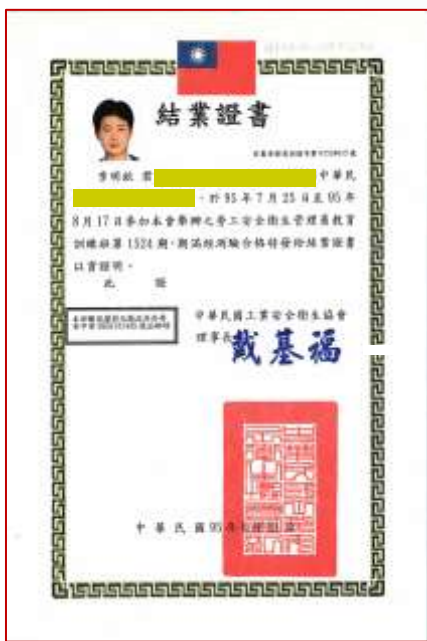 結業證書
李明欽 君 中華民
於95年7月25日至95年
8月17日參加本會舉辦之勞工安全衛生管理員教育
訓練班第1524期,期滿經測驗合格特發給結業證書
以資證明。
此 證
中華民國工業安全衛生協會
理事長
戴基福
中華民國95年